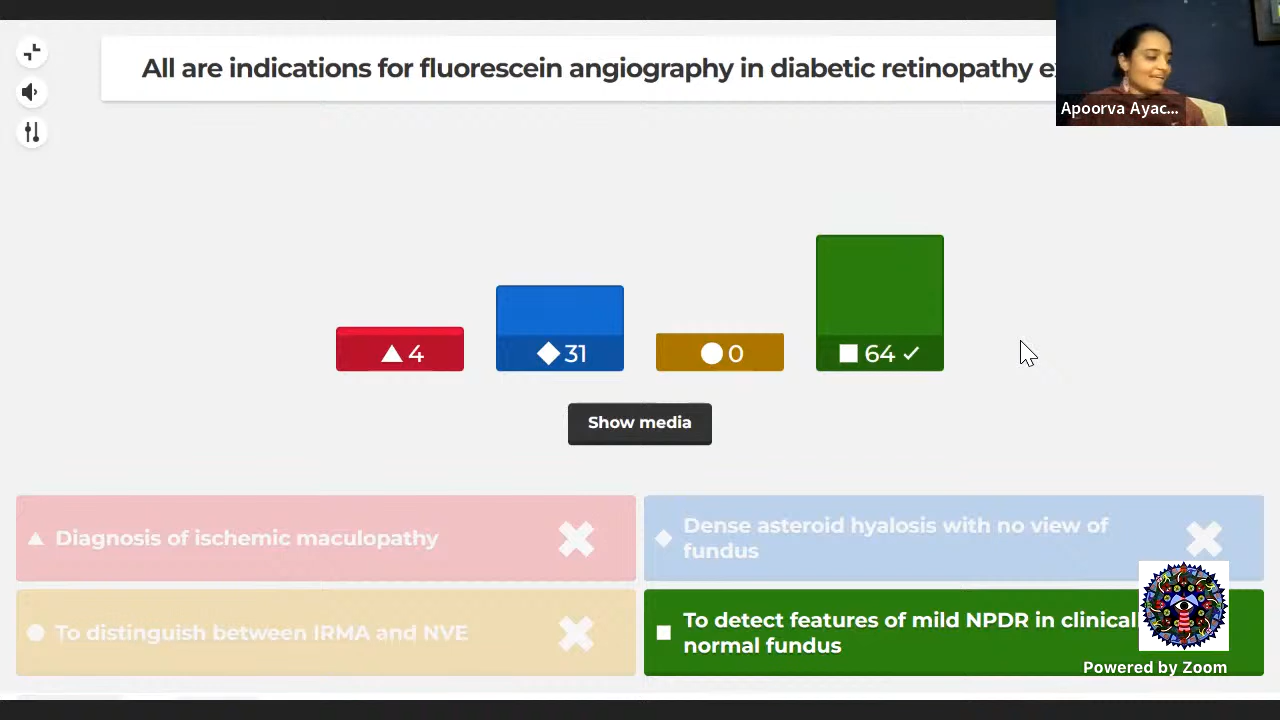 All are indications for fluorescein angiography in diabetic retinopathy
Apoorva Ayac...
4
31
0
64
Show media
Diagnosis of ischemic maculopathy
Dense asteroid hyalosis with no view of
fundus
To distinguish between IRMA and NVE
To detect features of mild NPDR in clinical
normal fundus
Powered by Zoom